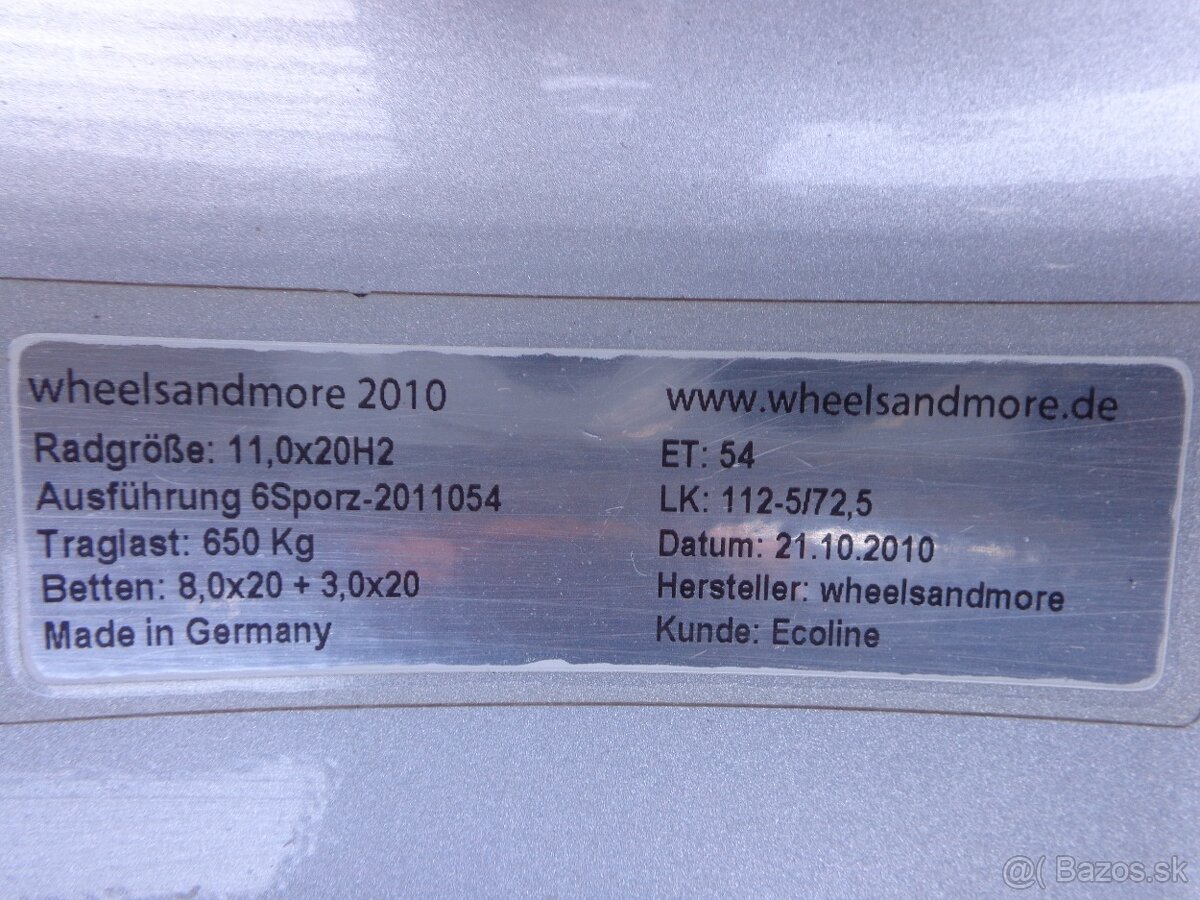 wheelsandmore 2010
Radgröße: 11,0x20H2
Ausführung 6Sporz-2011054
Traglast: 650 Kg
Betten: 8,0x20 + 3,0x20
Made in Germany
www.wheelsandmore.de
ET: 54
LK: 112-5/72,5
Datum: 21.10.2010
Hersteller: wheelsandmore
Kunde: Ecoline
@( Bazos.sk